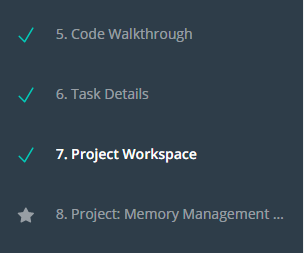 5. Code Walkthrough
6. Task Details
7. Project Workspace
8. Project: Memory Management ...